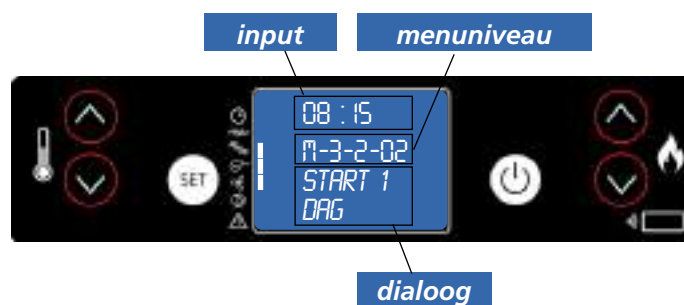 input menuniveau
08:15
M-3-2-02
START 1
DAG
SET
dialoog